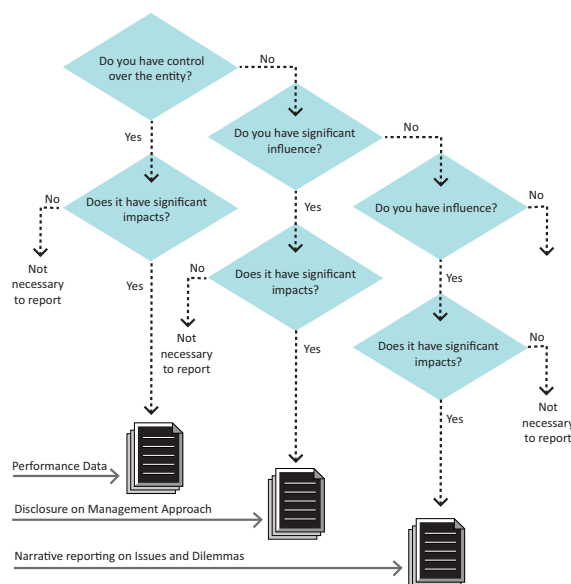 Do you have control
over the entity?
No
Yes
Do you have significant
influence?
No
Yes
Does it have significant
impacts?
No
Not
necessary
to report
Yes
Do you have influence?
No
Yes
Does it have significant
impacts?
No
Not
necessary
to report
Yes
Does it have significant
impacts?
No
Not
necessary
to report
Yes
Performance Data
Disclosure on Management Approach
Narrative reporting on Issues and Dilemmas